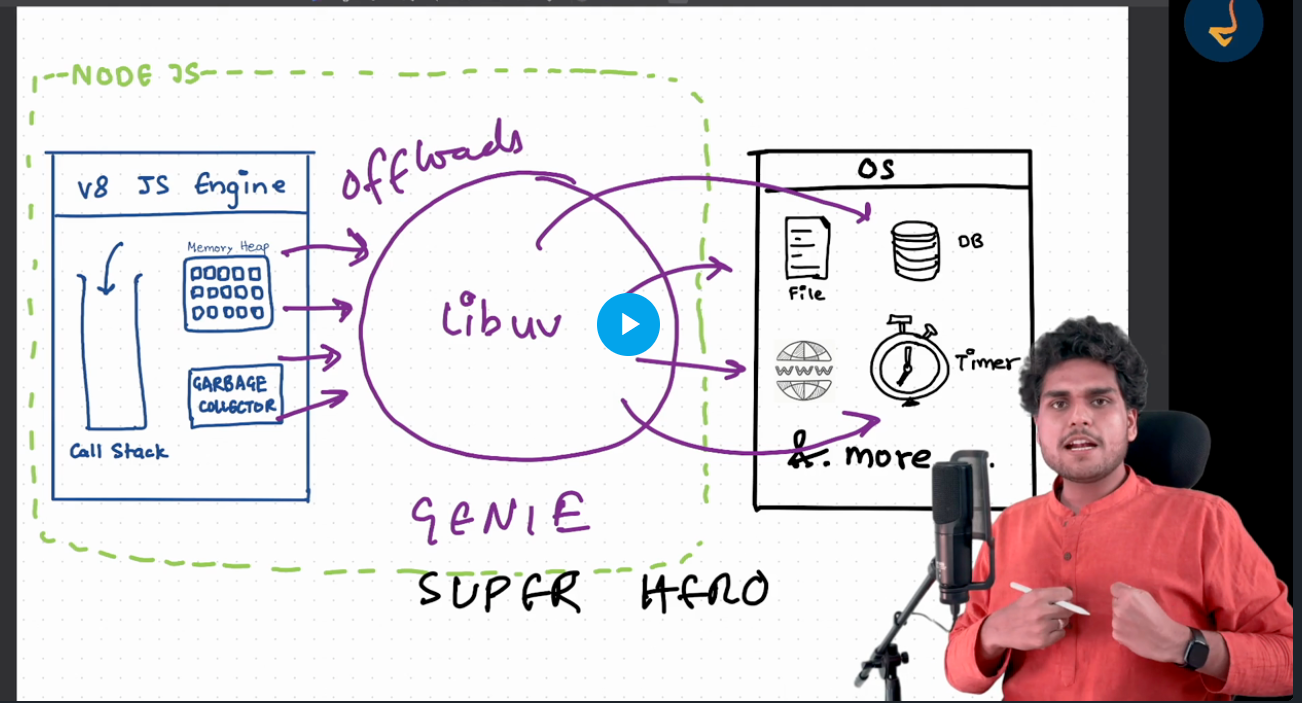 NODE JS
V8 JS Engine
Memory Heap
GARBAGE
COLLECTOR
Call Stack
offloads
Libuv
GENIE
SUPER HERO
OS
File
DB
www
Timer
&. more